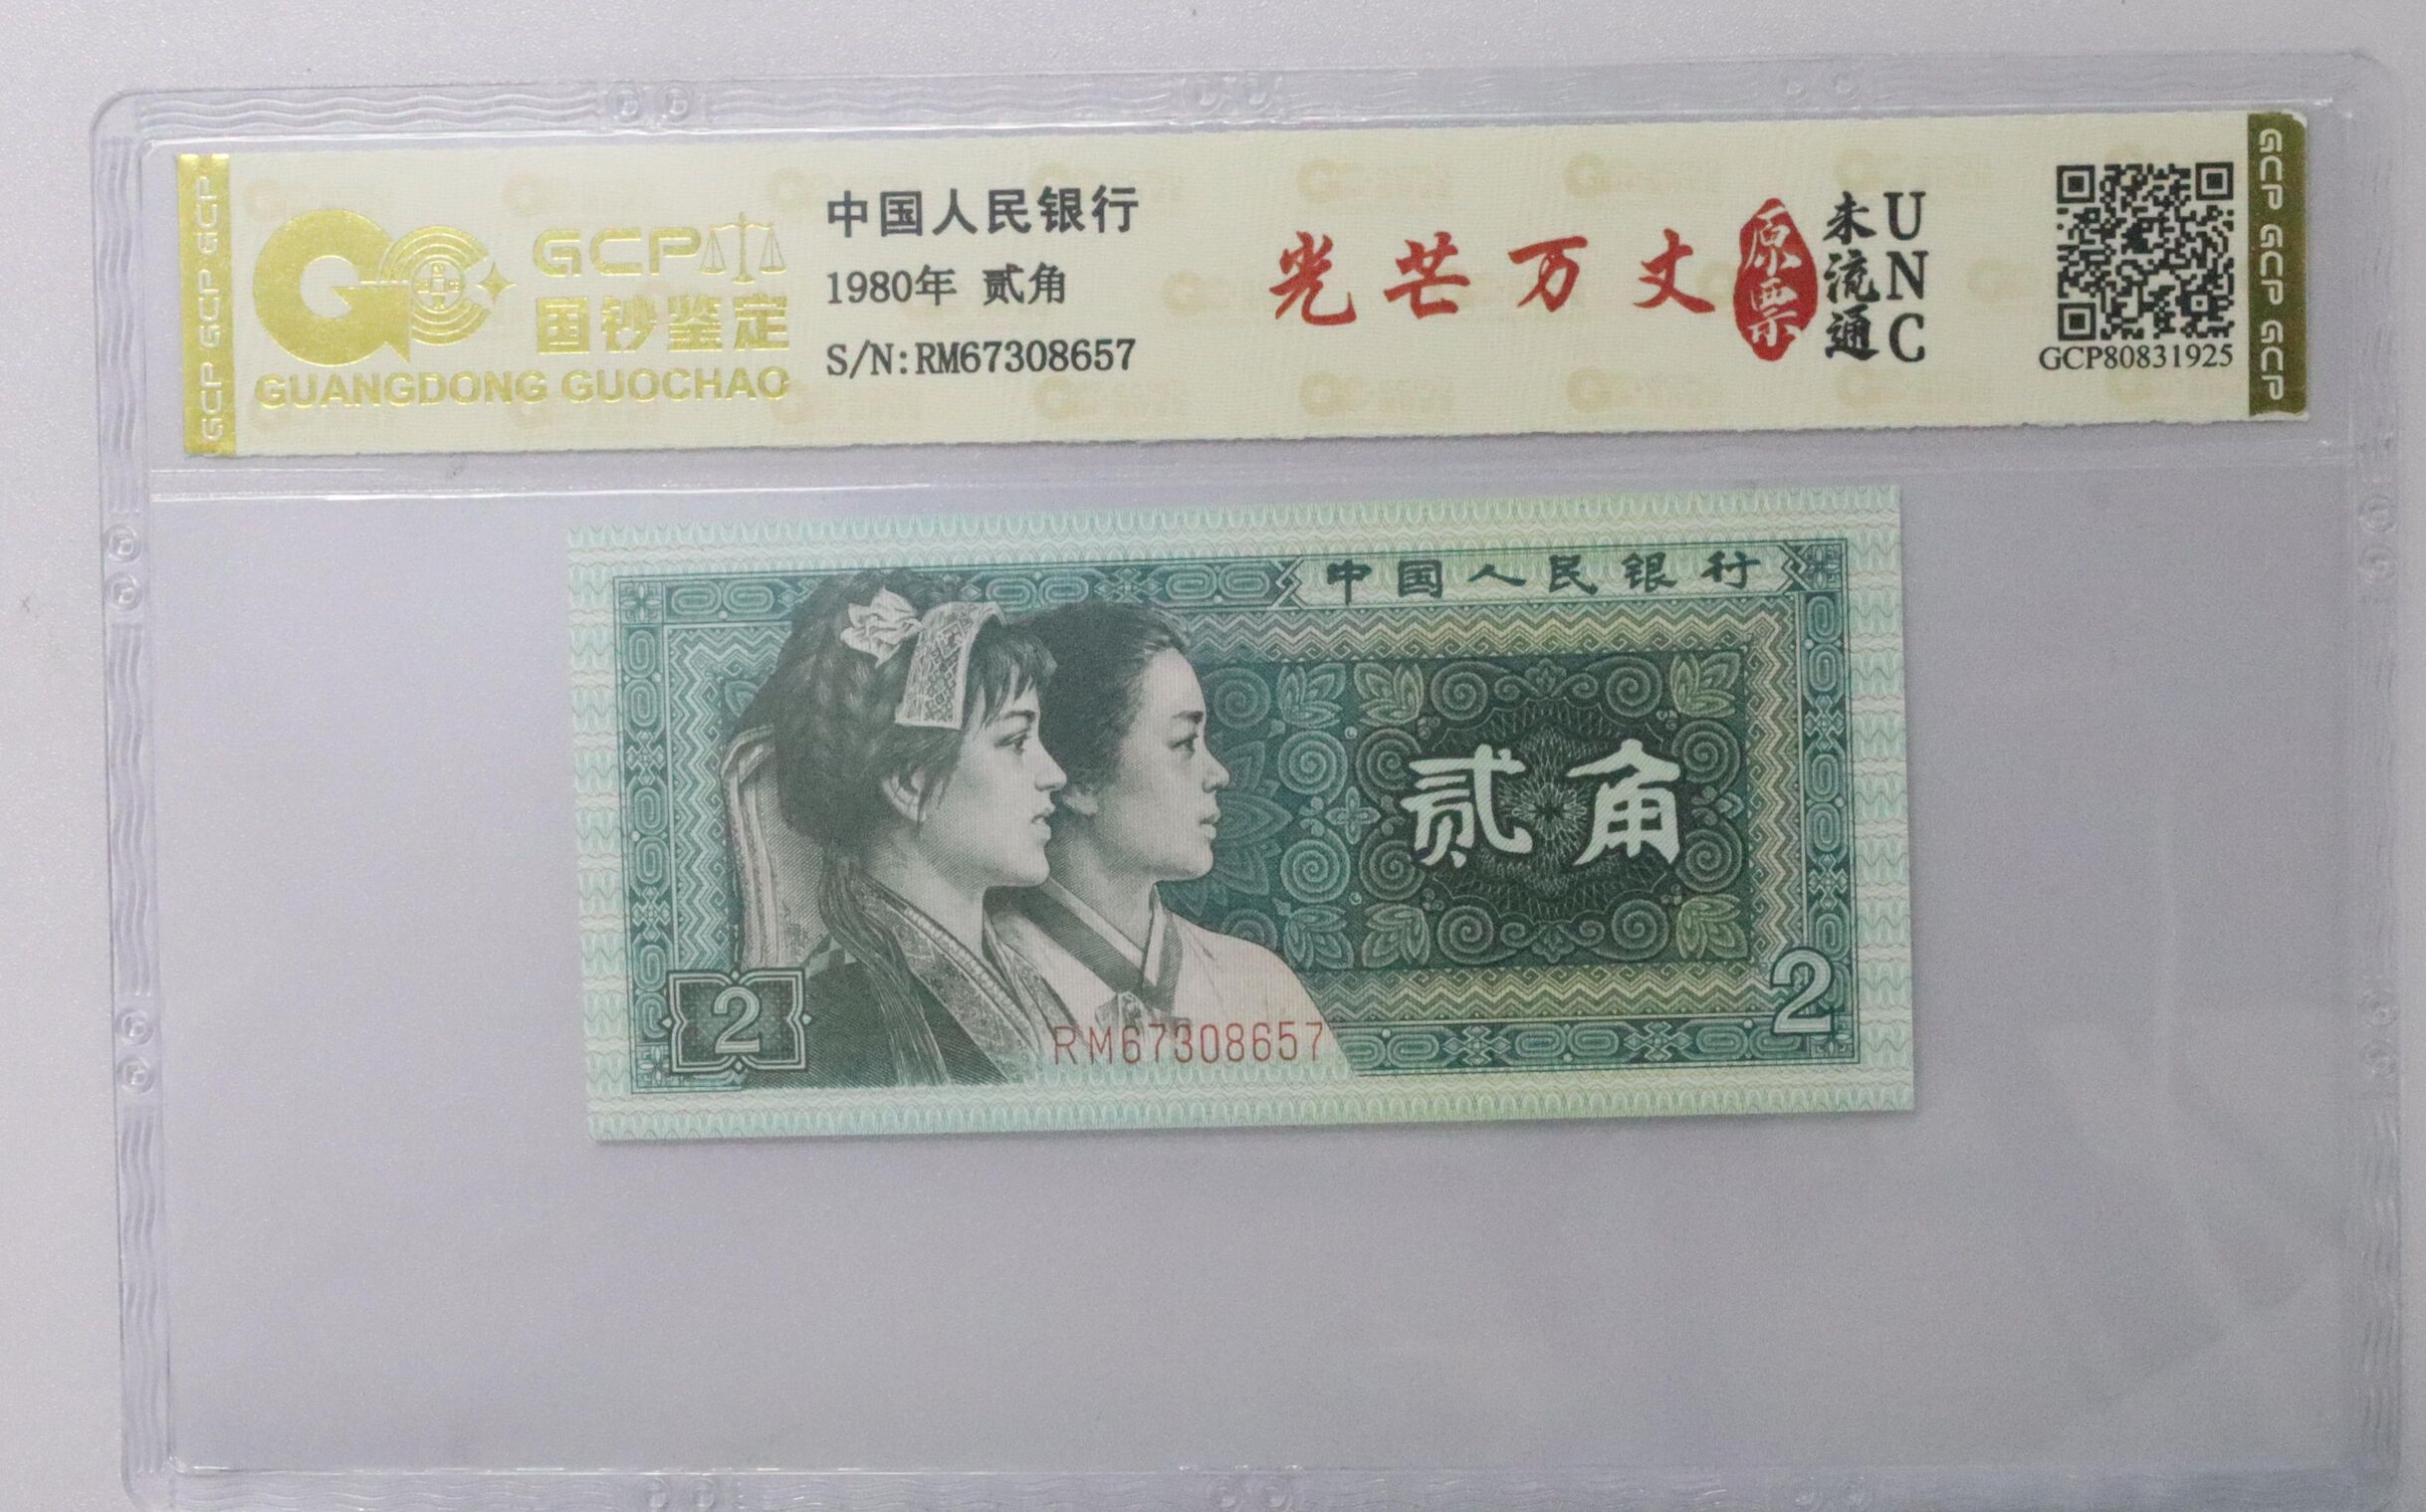 GCP GCP GCP
GCP
国钞鉴定
GUANGDONG GUOCHAO
中国人民银行
1980年 贰角
S/N:RM67308657
光芒万丈
原票
未流通
UNC
GCP80831925
GCP GCP GCP
中国人民银行
贰角
2
2
RM67308657